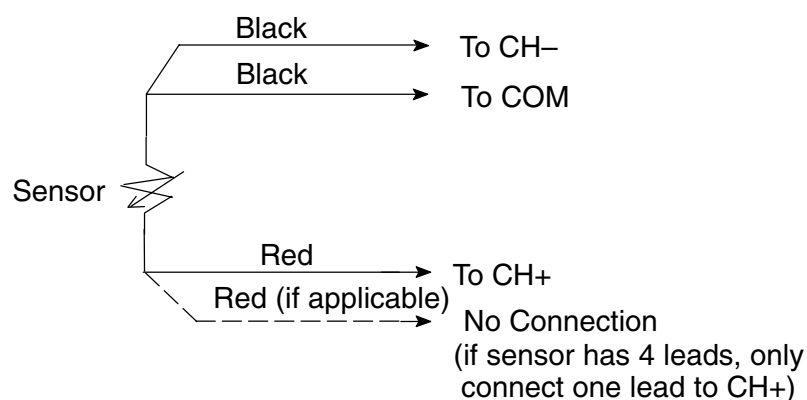 Black
To CH–
Black
To COM
Sensor
Red
To CH+
Red (if applicable)
No Connection
(if sensor has 4 leads, only
connect one lead to CH+)